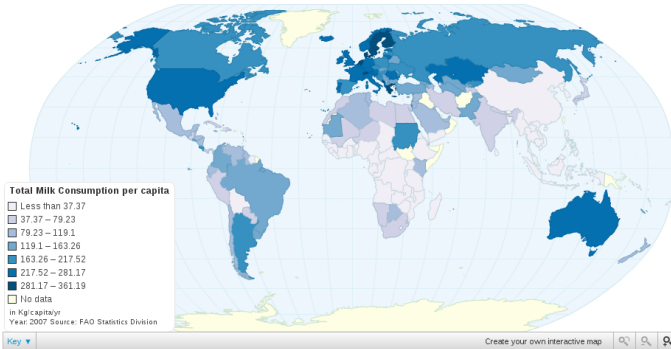 Total Milk Consumption per capita
Less than 37.37
37.37 – 79.23
79.23 – 119.1
119.1 – 163.26
163.26 – 217.52
217.52 – 281.17
281.17 – 361.19
No data
in Kg/capita/yr
Year: 2007 Source: FAO Statistics Division
Key ▼
Create your own interactive map